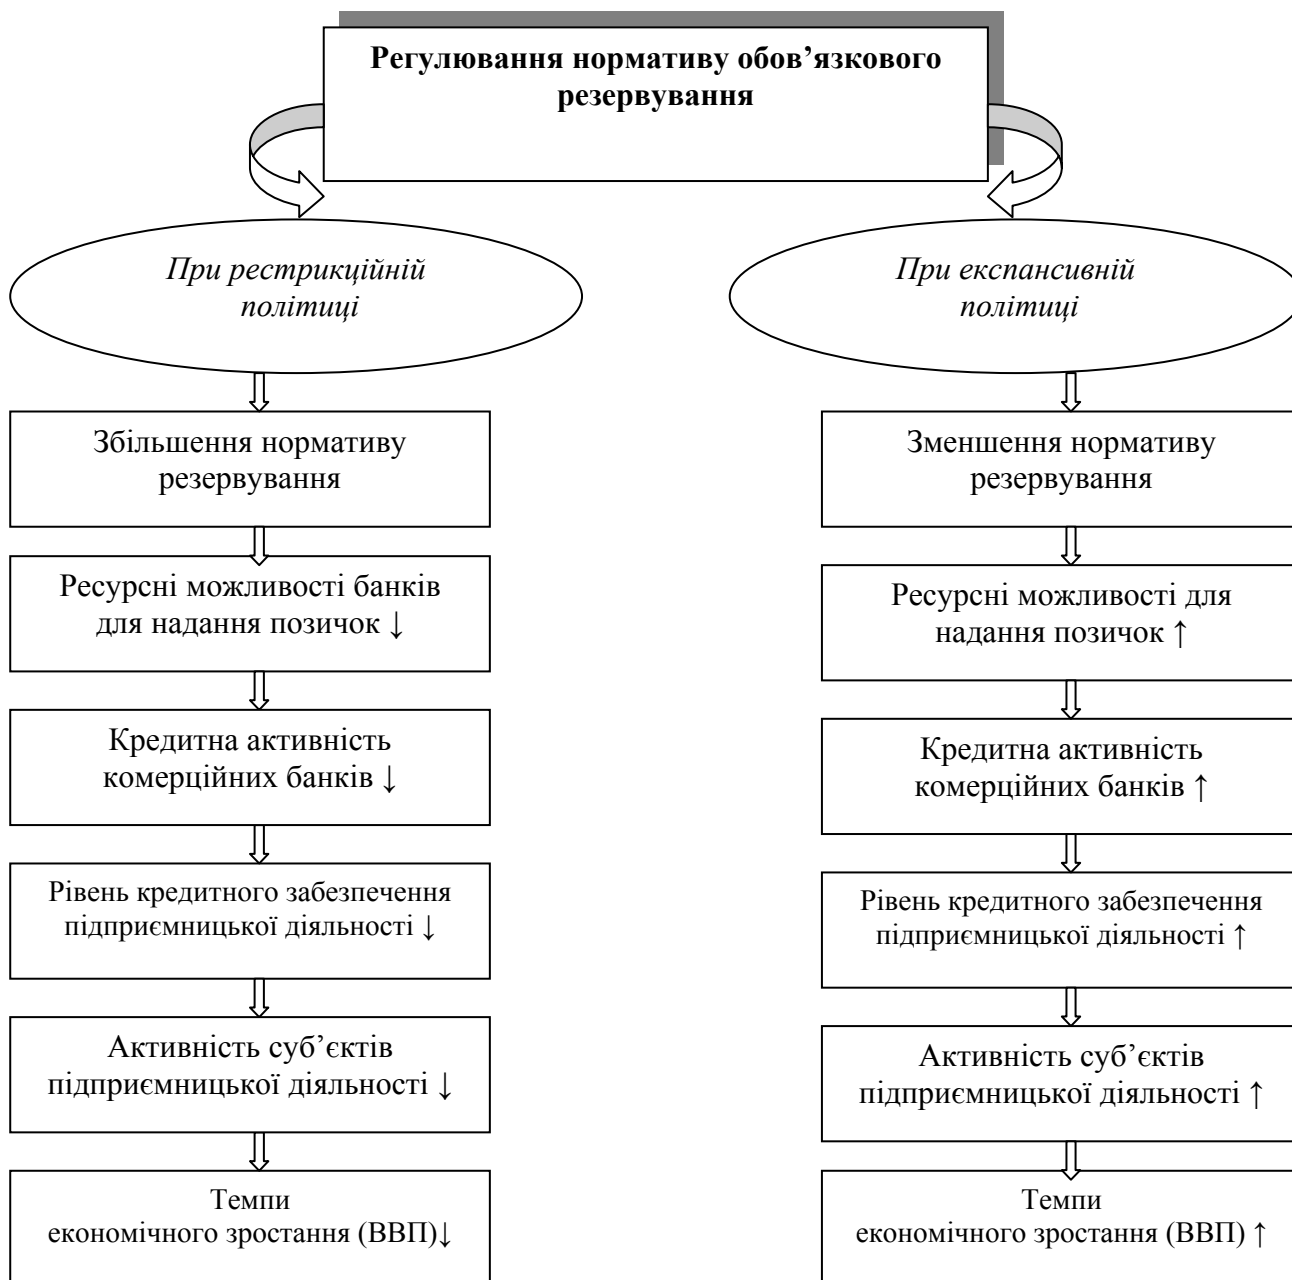 Регулювання нормативу обов’язкового
резервування
При рестрикційній
політиці
При експансивній
політиці
Збільшення нормативу
резервування
Зменшення нормативу
резервування
Ресурсні можливості банків
для надання позичок ↓
Ресурсні можливості для
надання позичок ↑
Кредитна активність
комерційних банків ↓
Кредитна активність
комерційних банків ↑
Рівень кредитного забезпечення
підприємницької діяльності ↓
Рівень кредитного забезпечення
підприємницької діяльності ↑
Активність суб’єктів
підприємницької діяльності ↓
Активність суб’єктів
підприємницької діяльності ↑
Темпи
економічного зростання (ВВП)↓
Темпи
економічного зростання (ВВП) ↑